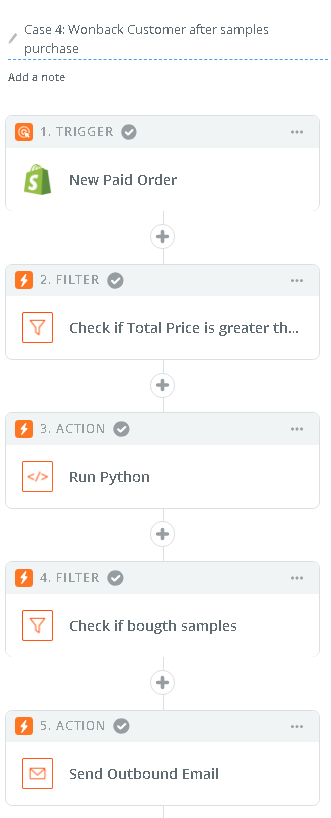 Case 4: Wonback Customer after samples
purchase
Add a note
1. TRIGGER
New Paid Order
2. FILTER
Check if Total Price is greater th...
3. ACTION
Run Python
4. FILTER
Check if bougth samples
5. ACTION
Send Outbound Email